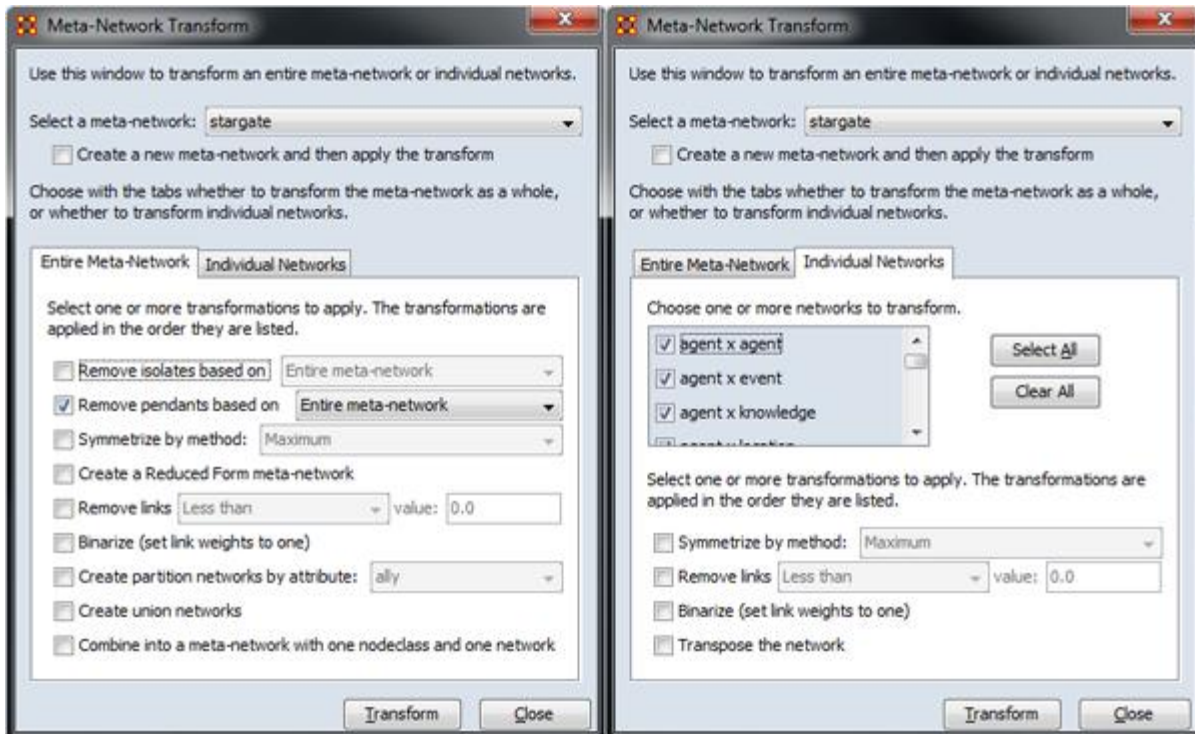 Meta-Network Transform
Use this window to transform an entire meta-network or individual networks.
Select a meta-network: stargate
Create a new meta-network and then apply the transform
Choose with the tabs whether to transform the meta-network as a whole,
or whether to transform individual networks.
Entire Meta-Network Individual Networks
Select one or more transformations to apply. The transformations are
applied in the order they are listed.
Remove isolates based on Entire meta-network
Remove pendants based on Entire meta-network
Symmetrize by method: Maximum
Create a Reduced Form meta-network
Remove links Less than value: 0.0
Binarize (set link weights to one)
Create partition networks by attribute: ally
Create union networks
Combine into a meta-network with one nodeclass and one network
Transform Close
Meta-Network Transform
Use this window to transform an entire meta-network or individual networks.
Select a meta-network: stargate
Create a new meta-network and then apply the transform
Choose with the tabs whether to transform the meta-network as a whole,
or whether to transform individual networks.
Entire Meta-Network Individual Networks
Choose one or more networks to transform.
agent x agent
agent x event
agent x knowledge
Select All
Clear All
Select one or more transformations to apply. The transformations are
applied in the order they are listed.
Symmetrize by method: Maximum
Remove links Less than value: 0.0
Binarize (set link weights to one)
Transpose the network
Transform Close